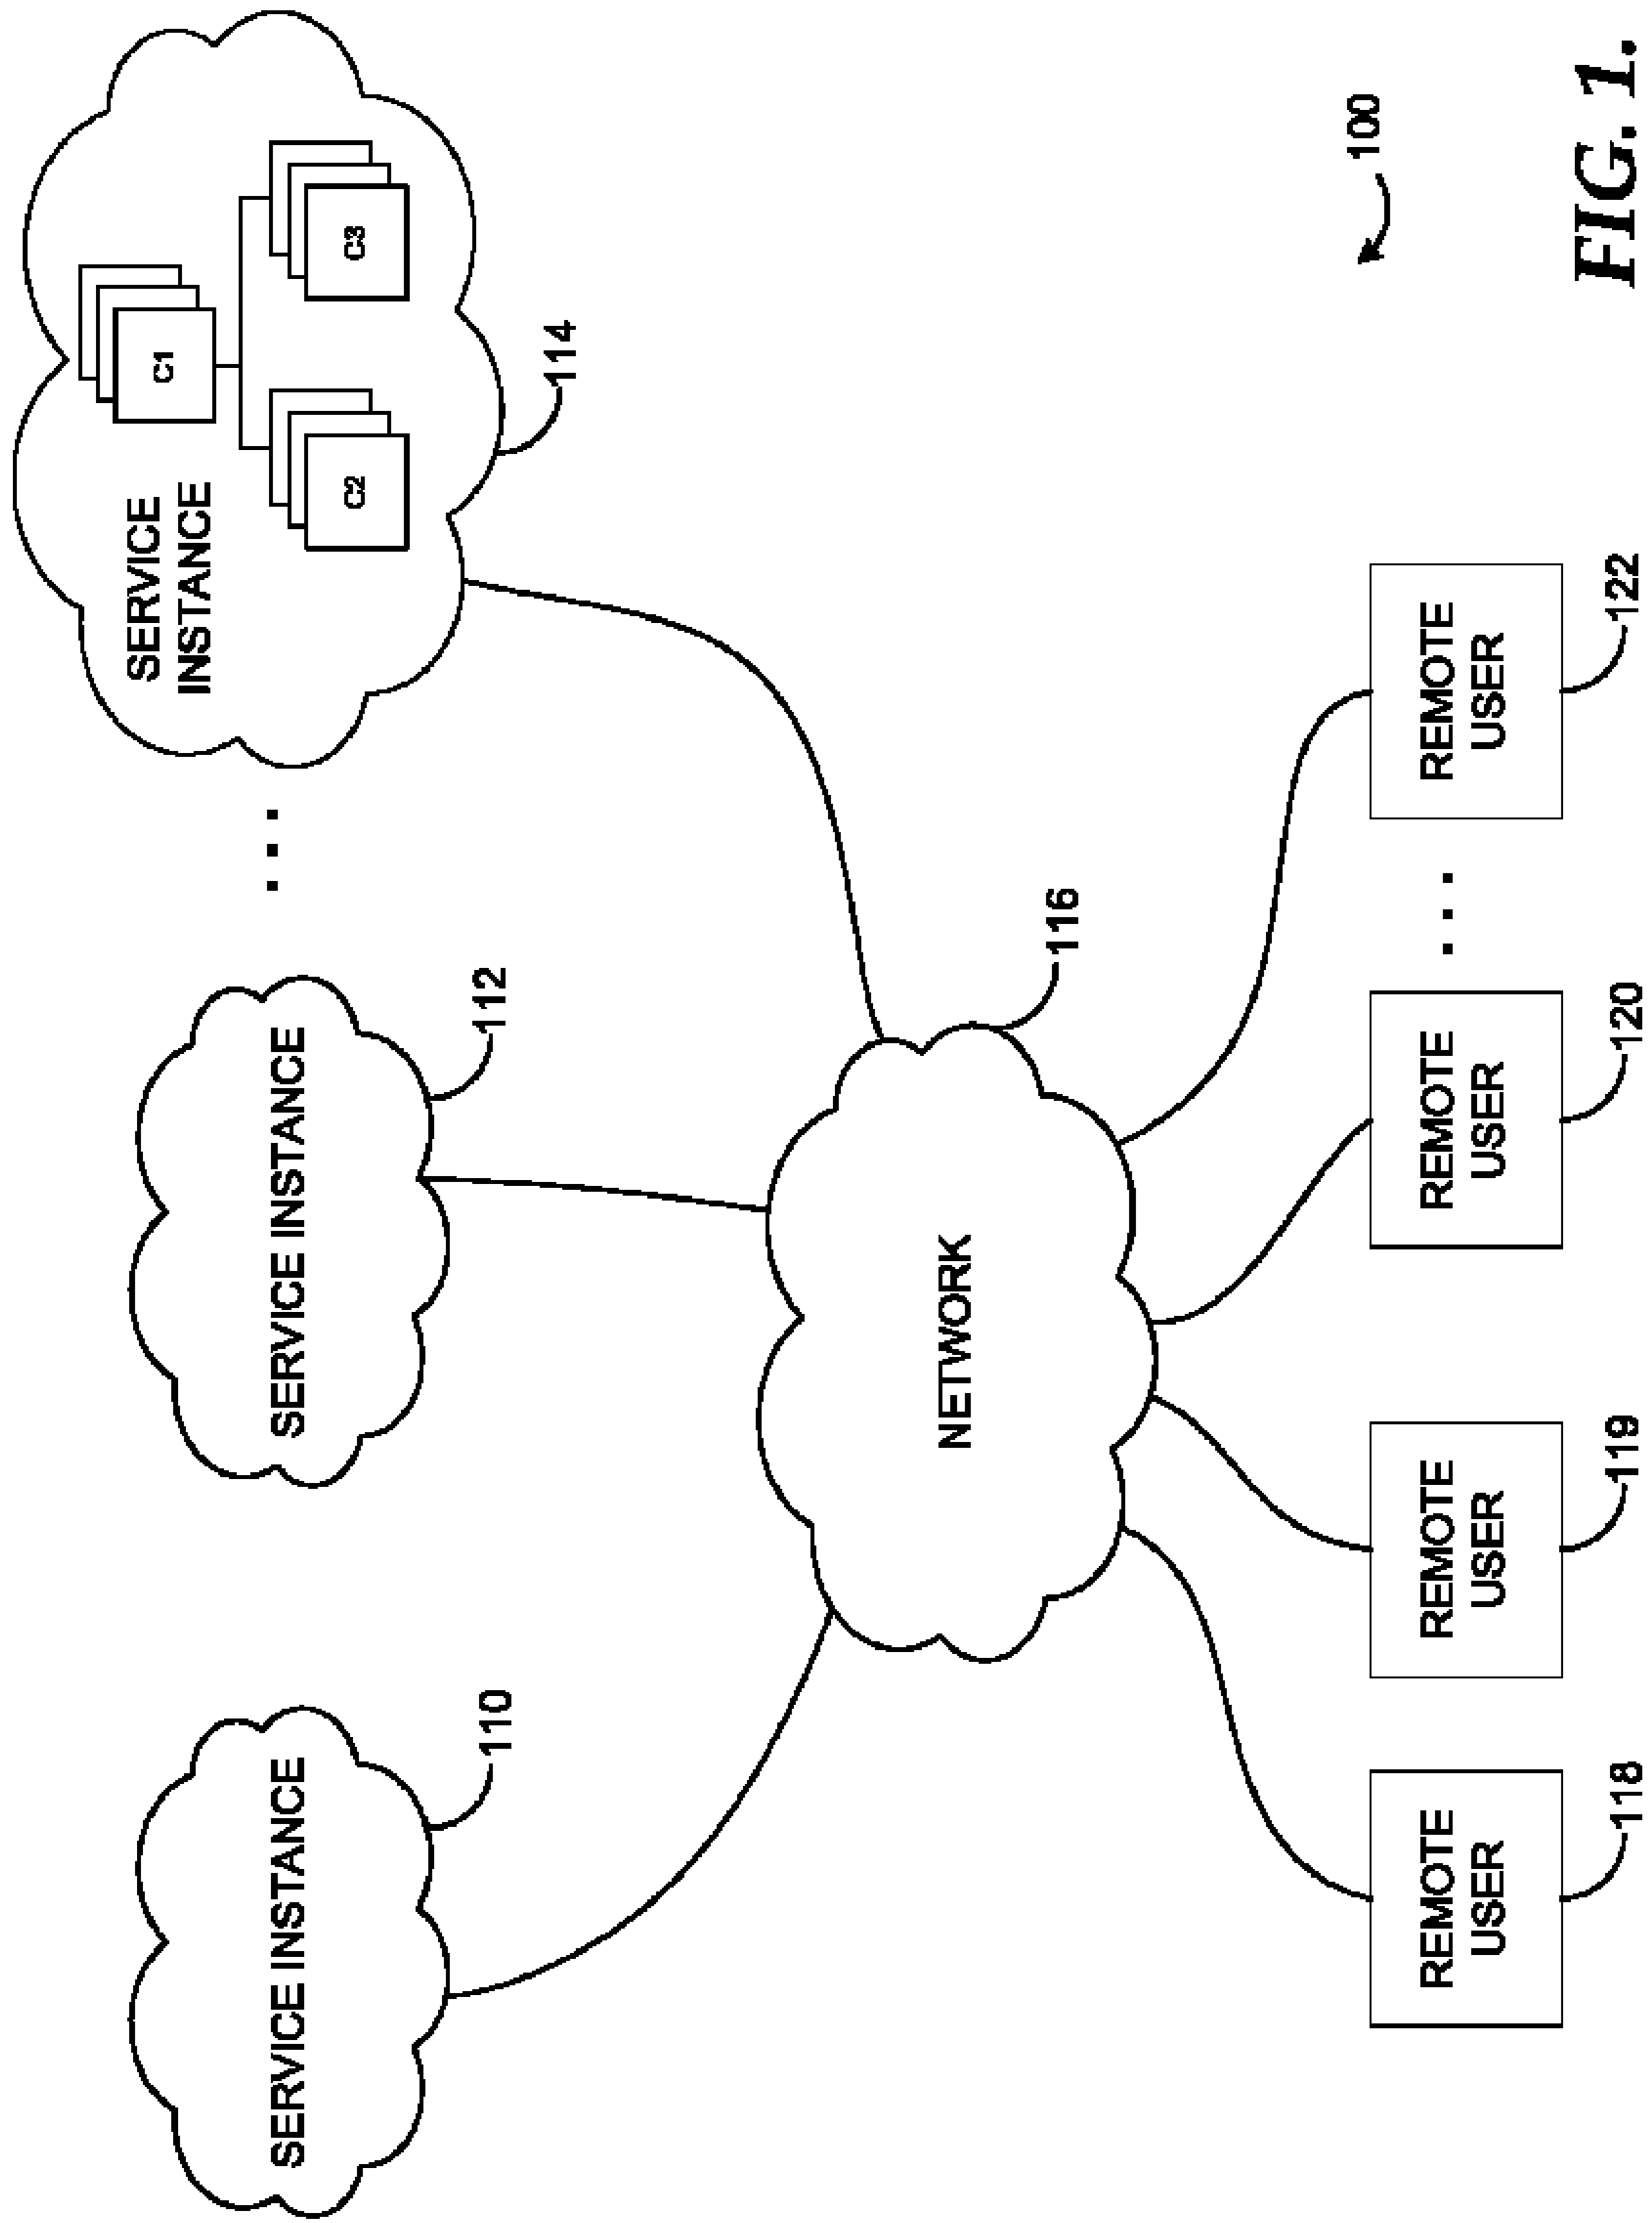 SERVICE INSTANCE
110
SERVICE INSTANCE
112
. . .
SERVICE
INSTANCE
C1
C2
C3
114
NETWORK
116
REMOTE
USER
118
REMOTE
USER
119
REMOTE
USER
120
. . .
REMOTE
USER
122
100
FIG. 1.